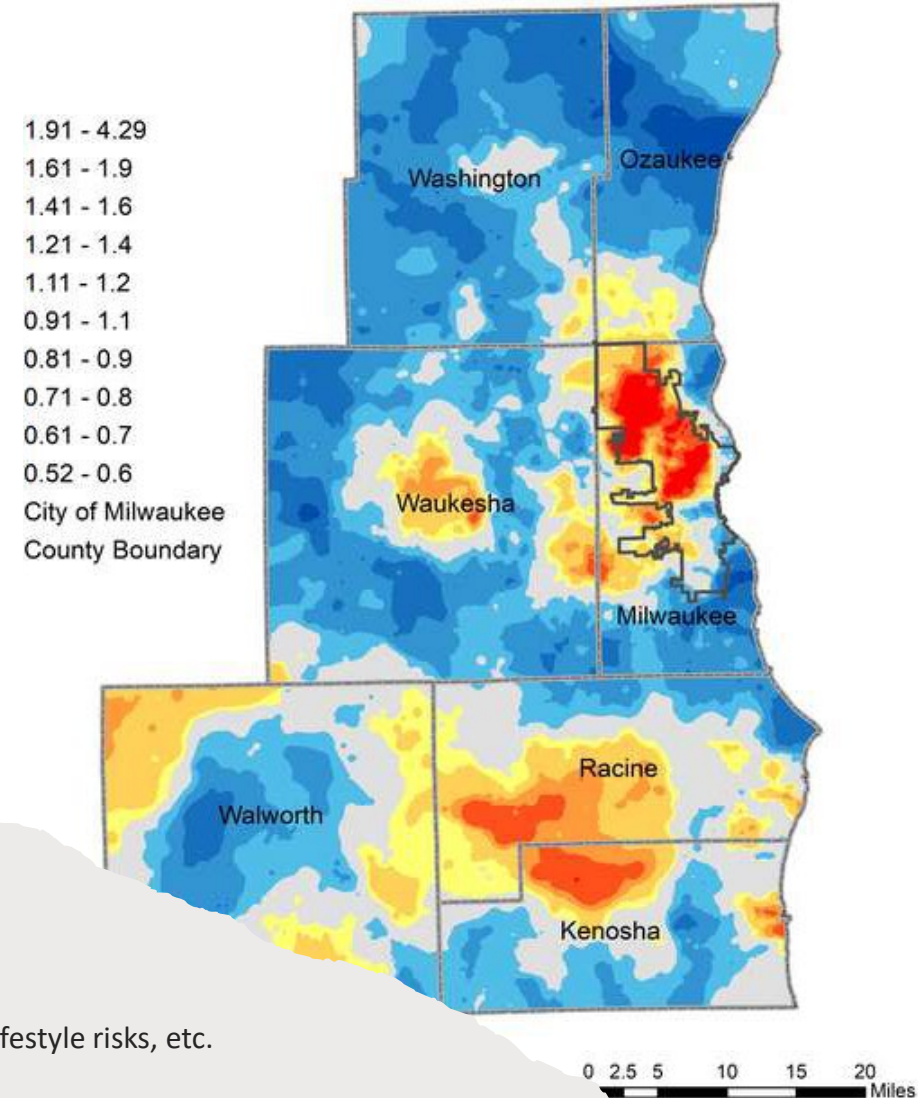 1.91 - 4.29
1.61 - 1.9
1.41 - 1.6
1.21 - 1.4
1.11 - 1.2
0.91 - 1.1
0.81 - 0.9
0.71 - 0.8
0.61 - 0.7
0.52 - 0.6
City of Milwaukee
County Boundary
Washington
Ozaukee
Waukesha
Milwaukee
Racine
Walworth
Kenosha
festyle risks, etc.
0 2.5 5 10 15 20
Miles